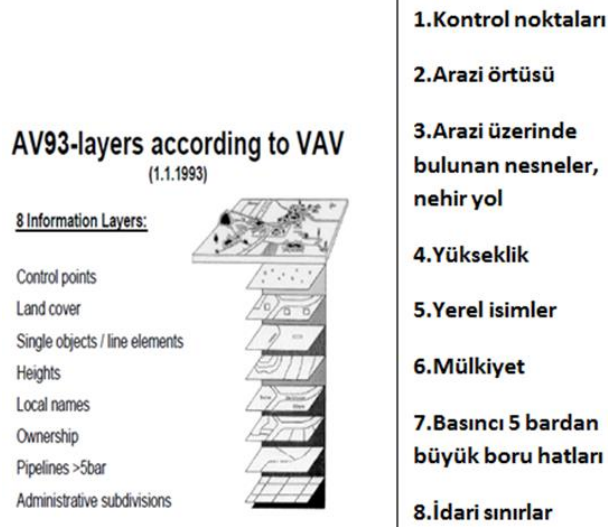 AV93-layers according to VAV
(1.1.1993)
8 Information Layers:
Control points
Land cover
Single objects / line elements
Heights
Local names
Ownership
Pipelines >5bar
Administrative subdivisions
1.Kontrol noktaları
2.Arazi örtüsü
3.Arazi üzerinde
bulunan nesneler,
nehir yol
4.Yükseklik
5.Yerel isimler
6.Mülkiyet
7.Basıncı 5 bardan
büyük boru hatları
8.İdari sınırlar